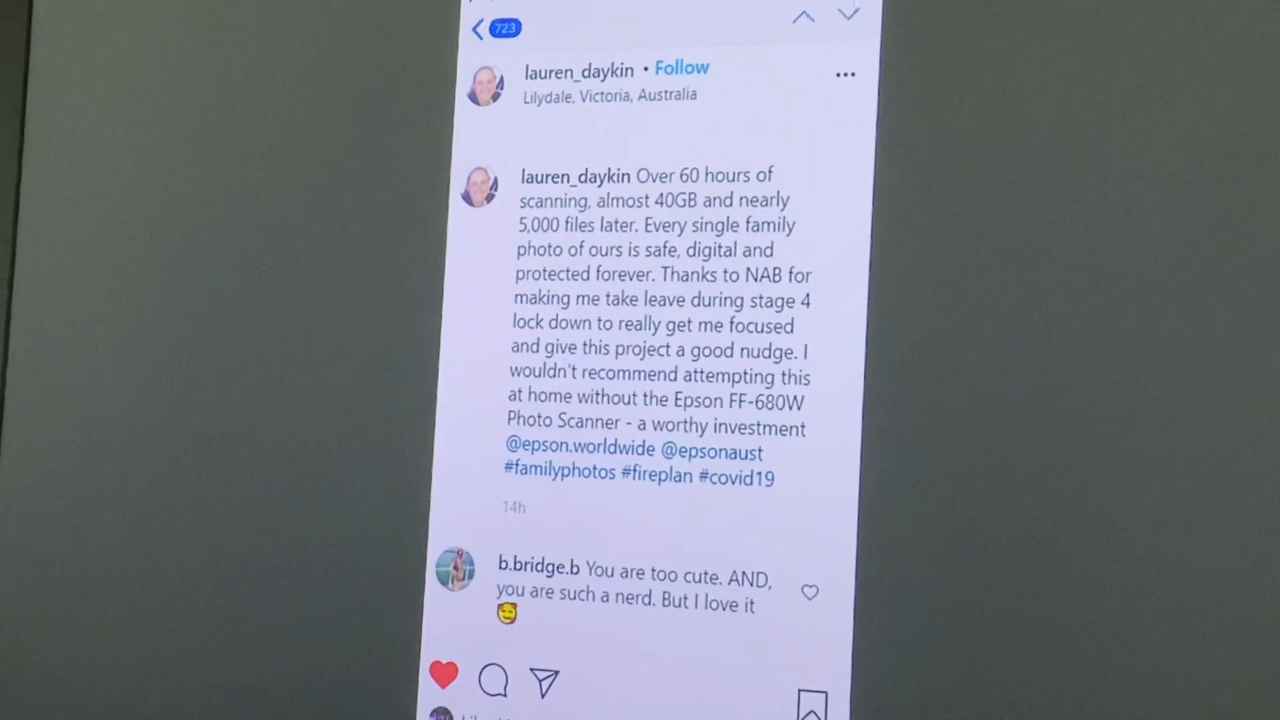 723
lauren_daykin • Follow
Lilydale, Victoria, Australia
lauren_daykin Over 60 hours of
scanning, almost 40GB and nearly
5,000 files later. Every single family
photo of ours is safe, digital and
protected forever. Thanks to NAB for
making me take leave during stage 4
lock down to really get me focused
and give this project a good nudge. I
wouldn't recommend attempting this
at home without the Epson FF-680W
Photo Scanner - a worthy investment
@epson.worldwide @epsonaust
#familyphotos #fireplan #covid19
14h
b.bridge.b You are too cute. AND,
you are such a nerd. But I love it